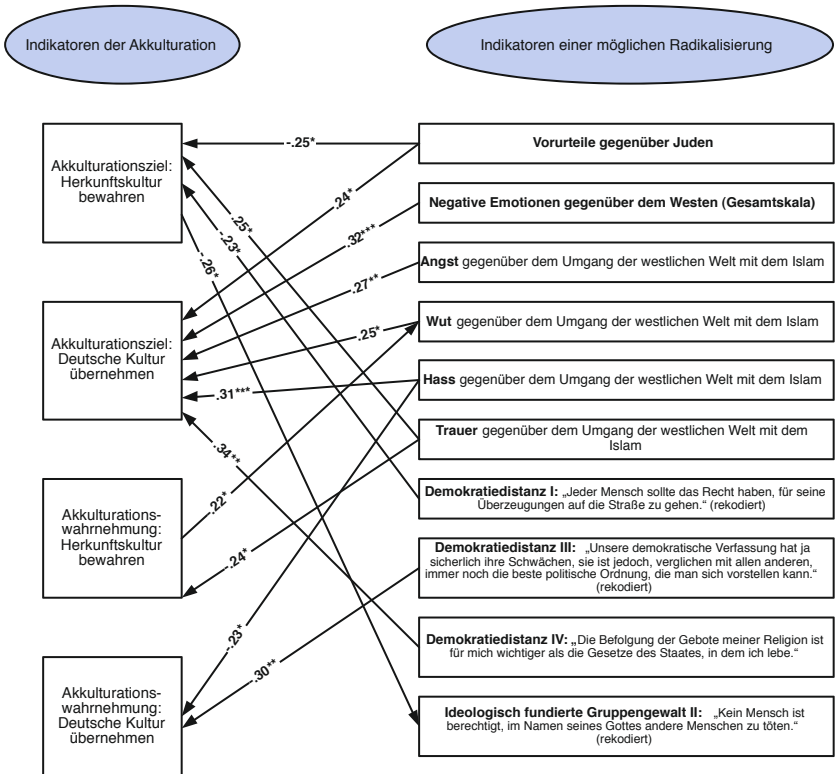 Indikatoren der Akkulturation
Indikatoren einer möglichen Radikalisierung
Akkulturationsziel:
Herkunftskultur
bewahren
Akkulturationsziel:
Deutsche Kultur
übernehmen
Akkulturations-
wahrnehmung:
Herkunftskultur
bewahren
Akkulturations-
wahrnehmung:
Deutsche Kultur
übernehmen
-.25*
.24*
.25*
-.23*
.32***
-.26*
.27**
.25*
.31***
.34**
.22*
.24*
-.23*
-.30**
Vorurteile gegenüber Juden
Negative Emotionen gegenüber dem Westen (Gesamtskala)
Angst gegenüber dem Umgang der westlichen Welt mit dem Islam
Wut gegenüber dem Umgang der westlichen Welt mit dem Islam
Hass gegenüber dem Umgang der westlichen Welt mit dem Islam
Trauer gegenüber dem Umgang der westlichen Welt mit dem
Islam
Demokratiedistanz I: „Jeder Mensch sollte das Recht haben, für seine
Überzeugungen auf die Straße zu gehen.“ (rekodiert)
Demokratiedistanz III: „Unsere demokratische Verfassung hat ja
sicherlich ihre Schwächen, sie ist jedoch, verglichen mit allen anderen,
immer noch die beste politische Ordnung, die man sich vorstellen kann.“
(rekodiert)
Demokratiedistanz IV: „Die Befolgung der Gebote meiner Religion ist
für mich wichtiger als die Gesetze des Staates, in dem ich lebe.“
Ideologisch fundierte Gruppengewalt II: „Kein Mensch ist
berechtigt, im Namen seines Gottes andere Menschen zu töten.“
(rekodiert)